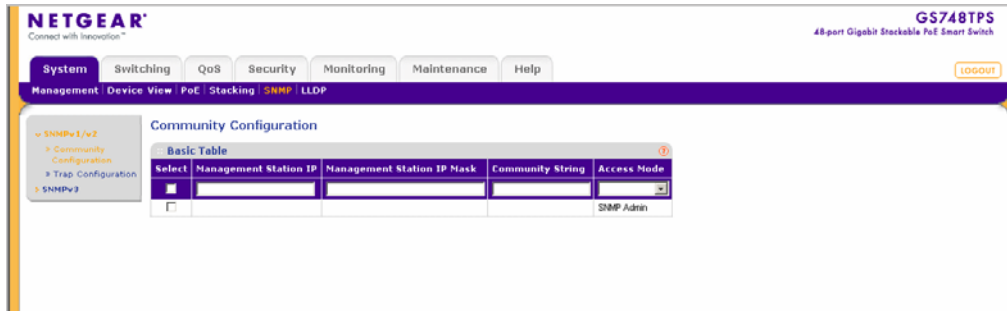 NETGEAR
Connect with Innovation™
GS748TPS
48-port Gigabit Stackable PoE Smart Switch
System Switching QoS Security Monitoring Maintenance Help
LOGOUT
Management Device View PoE Stacking SNMP LLDP
SNMPv1/v2
» Community
Configuration
» Trap Configuration
SNMPv3
Community Configuration
Basic Table
?
Select Management Station IP Management Station IP Mask Community String Access Mode
SNMP Admin